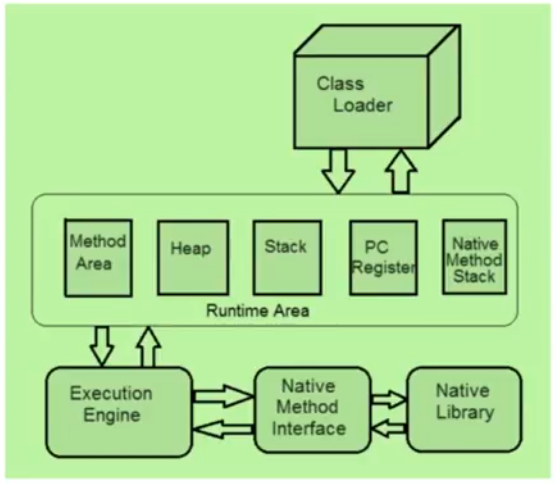 Class
Loader
Method
Area
Heap
Stack
PC
Register
Native
Method
Stack
Runtime Area
Execution
Engine
Native
Method
Interface
Native
Library